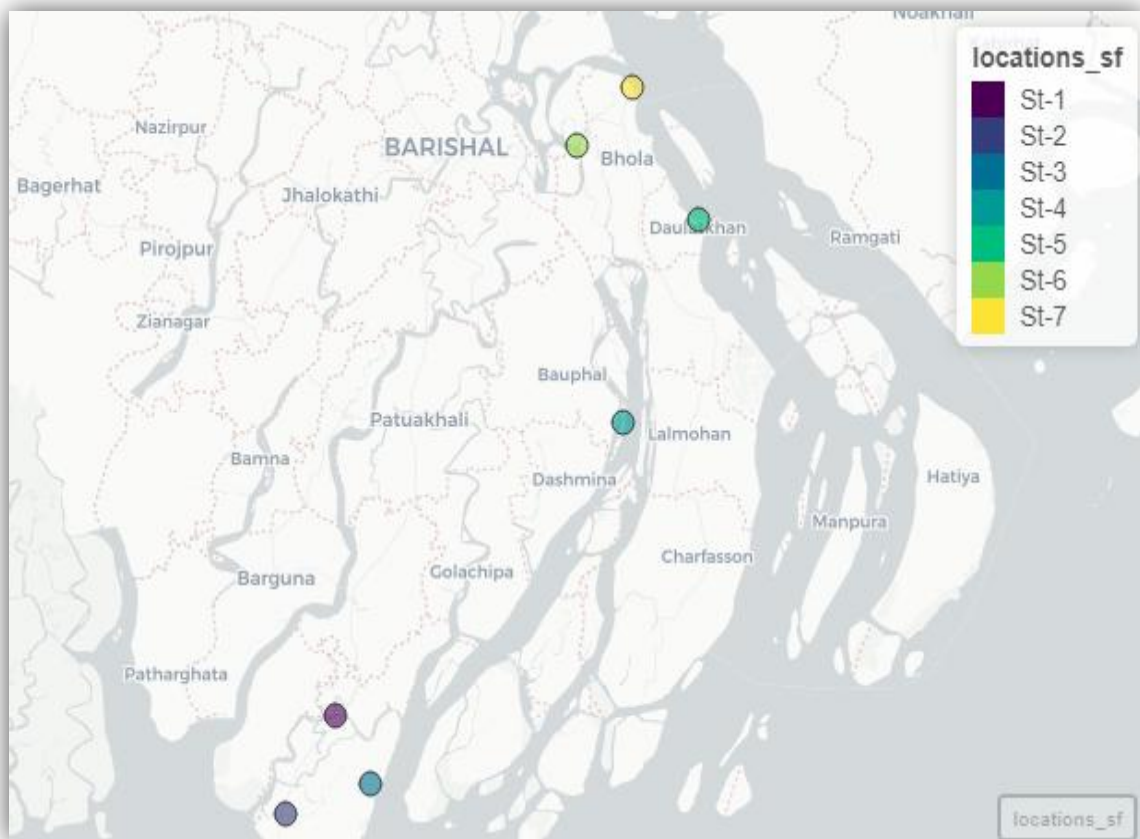 Noakhali
locations_sf
St-1
St-2
St-3
St-4
St-5
St-6
St-7
Nazirpur
BARISHAL
Bhola
Bagerhat
Jhalokathi
Pirojpur
Ramgati
Zianagar
Bauphal
Patuakhali
Lalmohan
Bamna
Dashmina
Hatiya
Manpura
Charfasson
Golachipa
Barguna
Patharghata
locations_sf